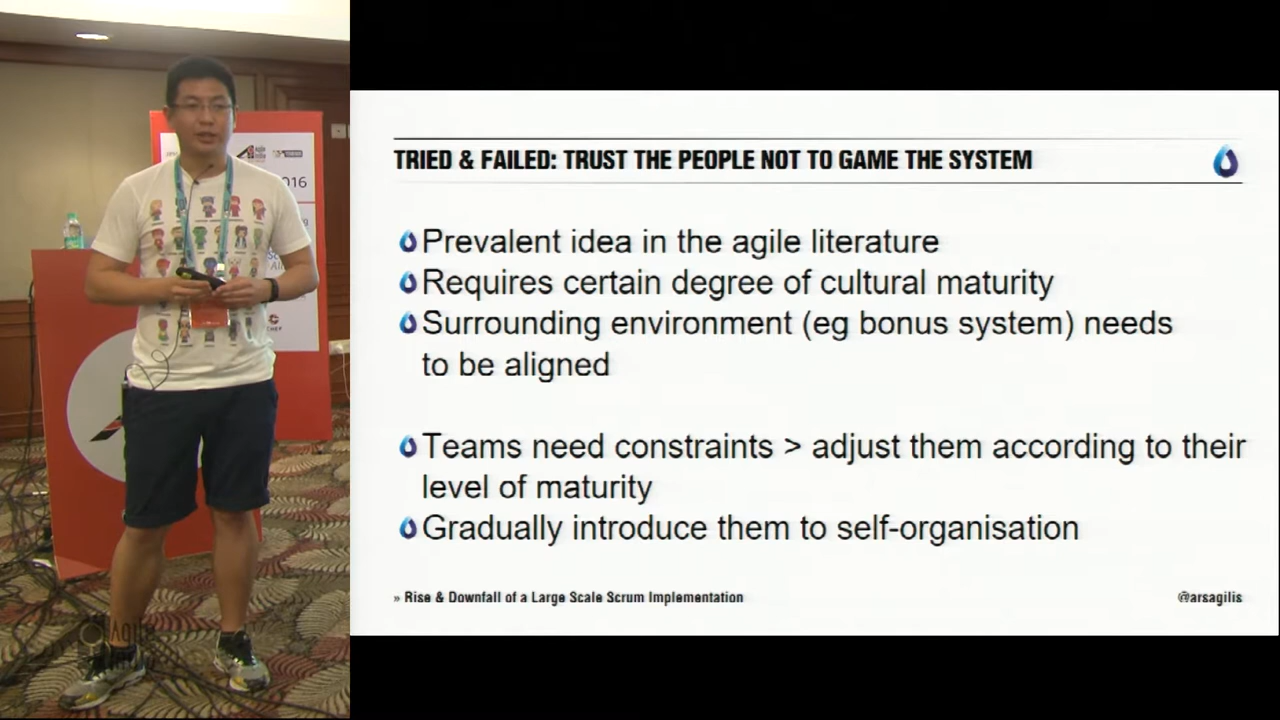 TRIED & FAILED: TRUST THE PEOPLE NOT TO GAME THE SYSTEM
Prevalent idea in the agile literature
Requires certain degree of cultural maturity
Surrounding environment (eg bonus system) needs
to be aligned
Teams need constraints > adjust them according to their
level of maturity
Gradually introduce them to self-organisation
» Rise & Downfall of a Large Scale Scrum Implementation
@arsagilis
2016
CHEF
Agile